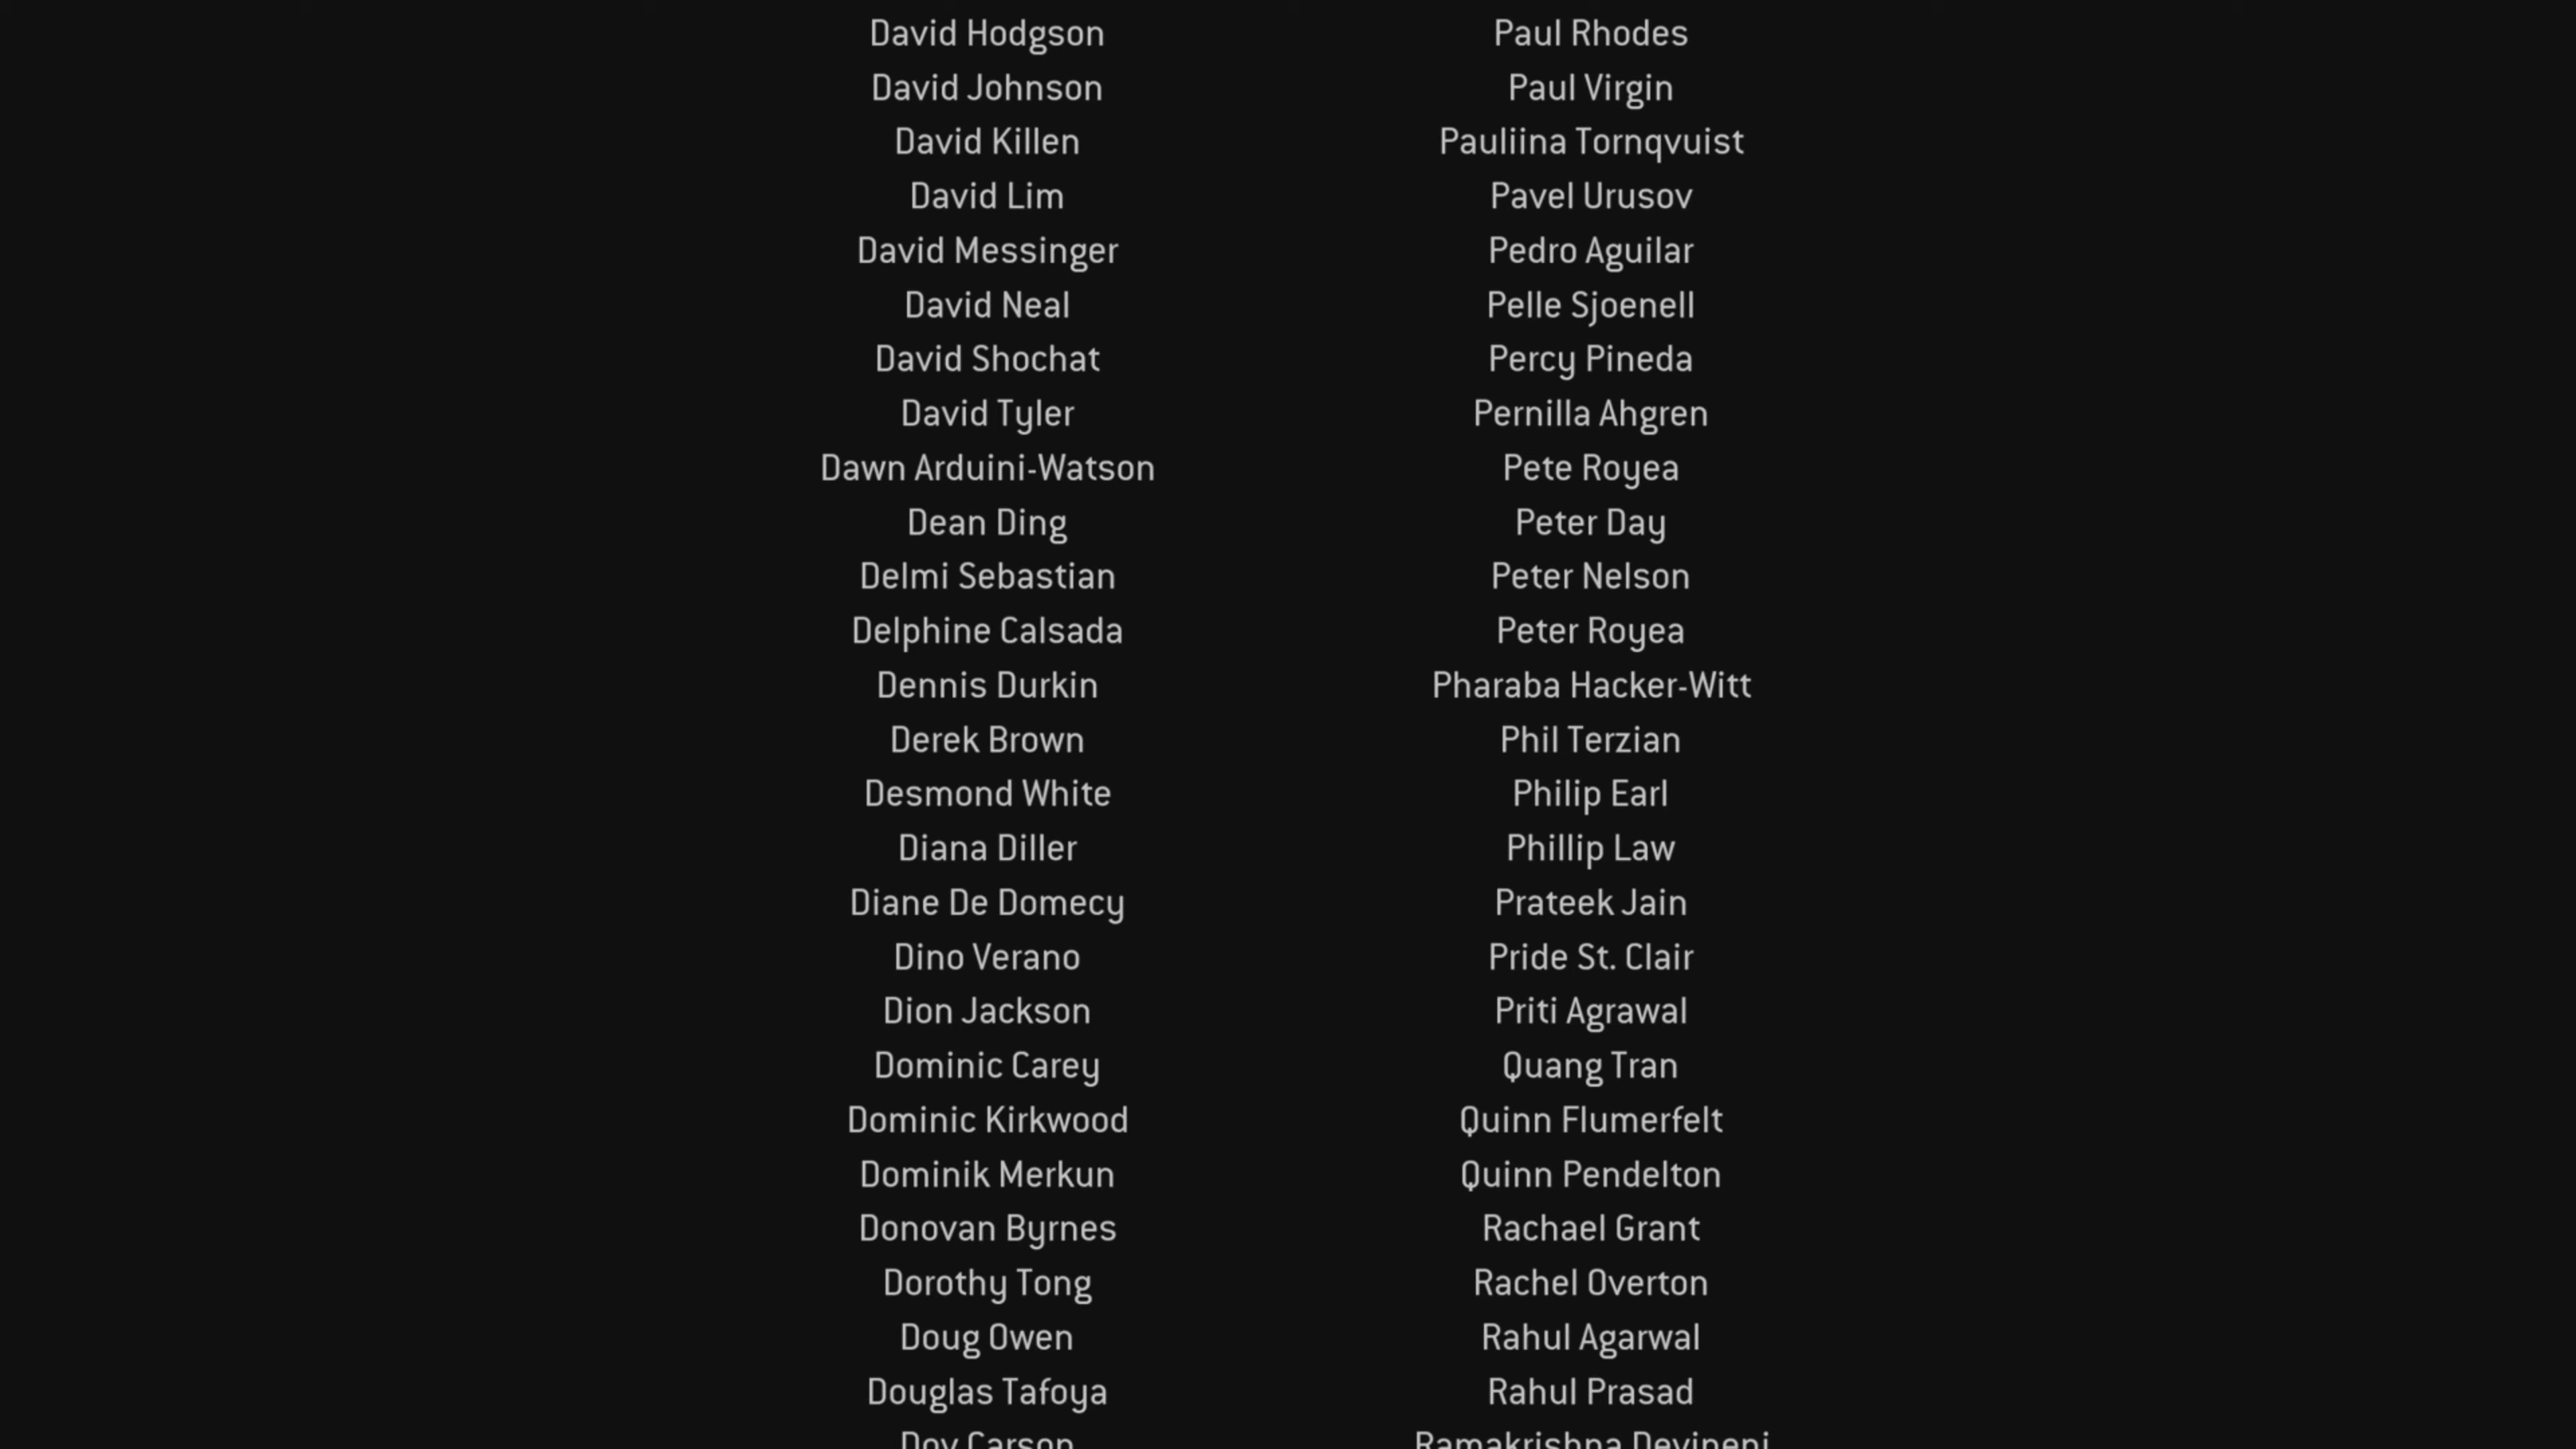 David Hodgson
David Johnson
David Killen
David Lim
David Messinger
David Neal
David Shochat
David Tyler
Dawn Arduini-Watson
Dean Ding
Delmi Sebastian
Delphine Calsada
Dennis Durkin
Derek Brown
Desmond White
Diana Diller
Diane De Domecy
Dino Verano
Dion Jackson
Dominic Carey
Dominic Kirkwood
Dominik Merkun
Donovan Byrnes
Dorothy Tong
Doug Owen
Douglas Tafoya
Dov Carson
Paul Rhodes
Paul Virgin
Pauliina Tornqvuist
Pavel Urusov
Pedro Aguilar
Pelle Sjoenell
Percy Pineda
Pernilla Ahgren
Pete Royea
Peter Day
Peter Nelson
Peter Royea
Pharaba Hacker-Witt
Phil Terzian
Philip Earl
Phillip Law
Prateek Jain
Pride St. Clair
Priti Agrawal
Quang Tran
Quinn Flumerfelt
Quinn Pendelton
Rachael Grant
Rachel Overton
Rahul Agarwal
Rahul Prasad
Ramakrishna Devineni